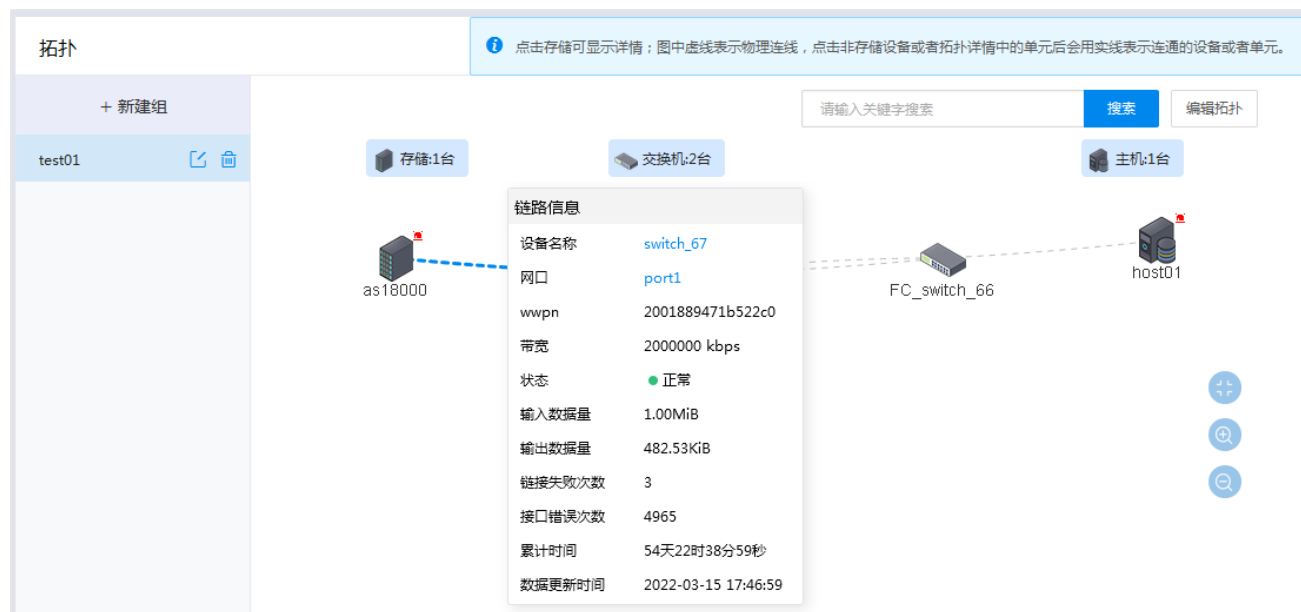 拓扑
点击存储可显示详情；图中虚线表示物理连线，点击非存储设备或者拓扑详情中的单元后会用实线表示连通的设备或者单元。
+ 新建组
请输入关键字搜索 搜索 编辑拓扑
test01
存储:1台 交换机:2台 主机:1台
链路信息
设备名称 switch_67
网口 port1
wwpn 2001889471b522c0
带宽 2000000 kbps
状态 正常
输入数据量 1.00MiB
输出数据量 482.53KiB
链接失败次数 3
接口错误次数 4965
累计时间 54天22时38分59秒
数据更新时间 2022-03-15 17:46:59
as18000
FC_switch_66
host01